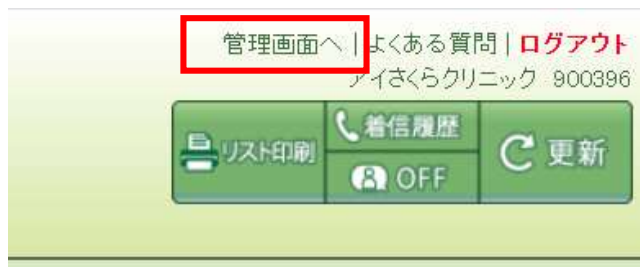 管理画面へ | よくある質問 | ログアウト
アイさくらクリニック 900396
リスト印刷
着信履歴
OFF
更新